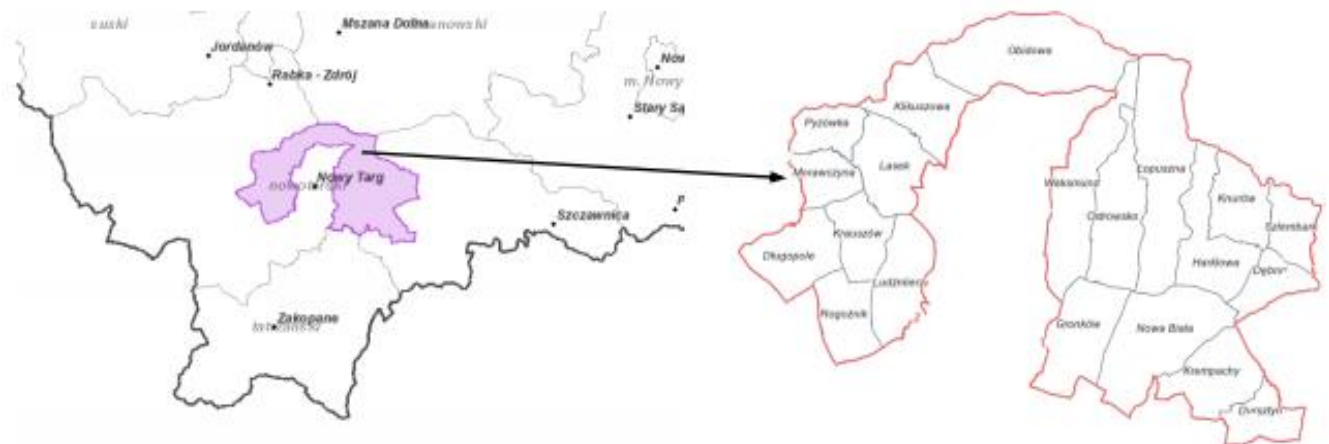 suski
Mszana Dolna
Jordanów
Rabka - Zdrój
m. Nowy
Stary Są
Nowy Targ
Szczawnica
Zakopane
tatrzański
Obidowa
Klikuszowa
Pyzówka
Lasek
Morawczyna
Krauszów
Długopole
Ludźmierz
Rogoźnik
Waksmund
Ostrowsko
Łopuszna
Knurów
Szlembark
Harklowa
Dębno
Gronków
Nowa Biała
Krempachy
Dursztyn